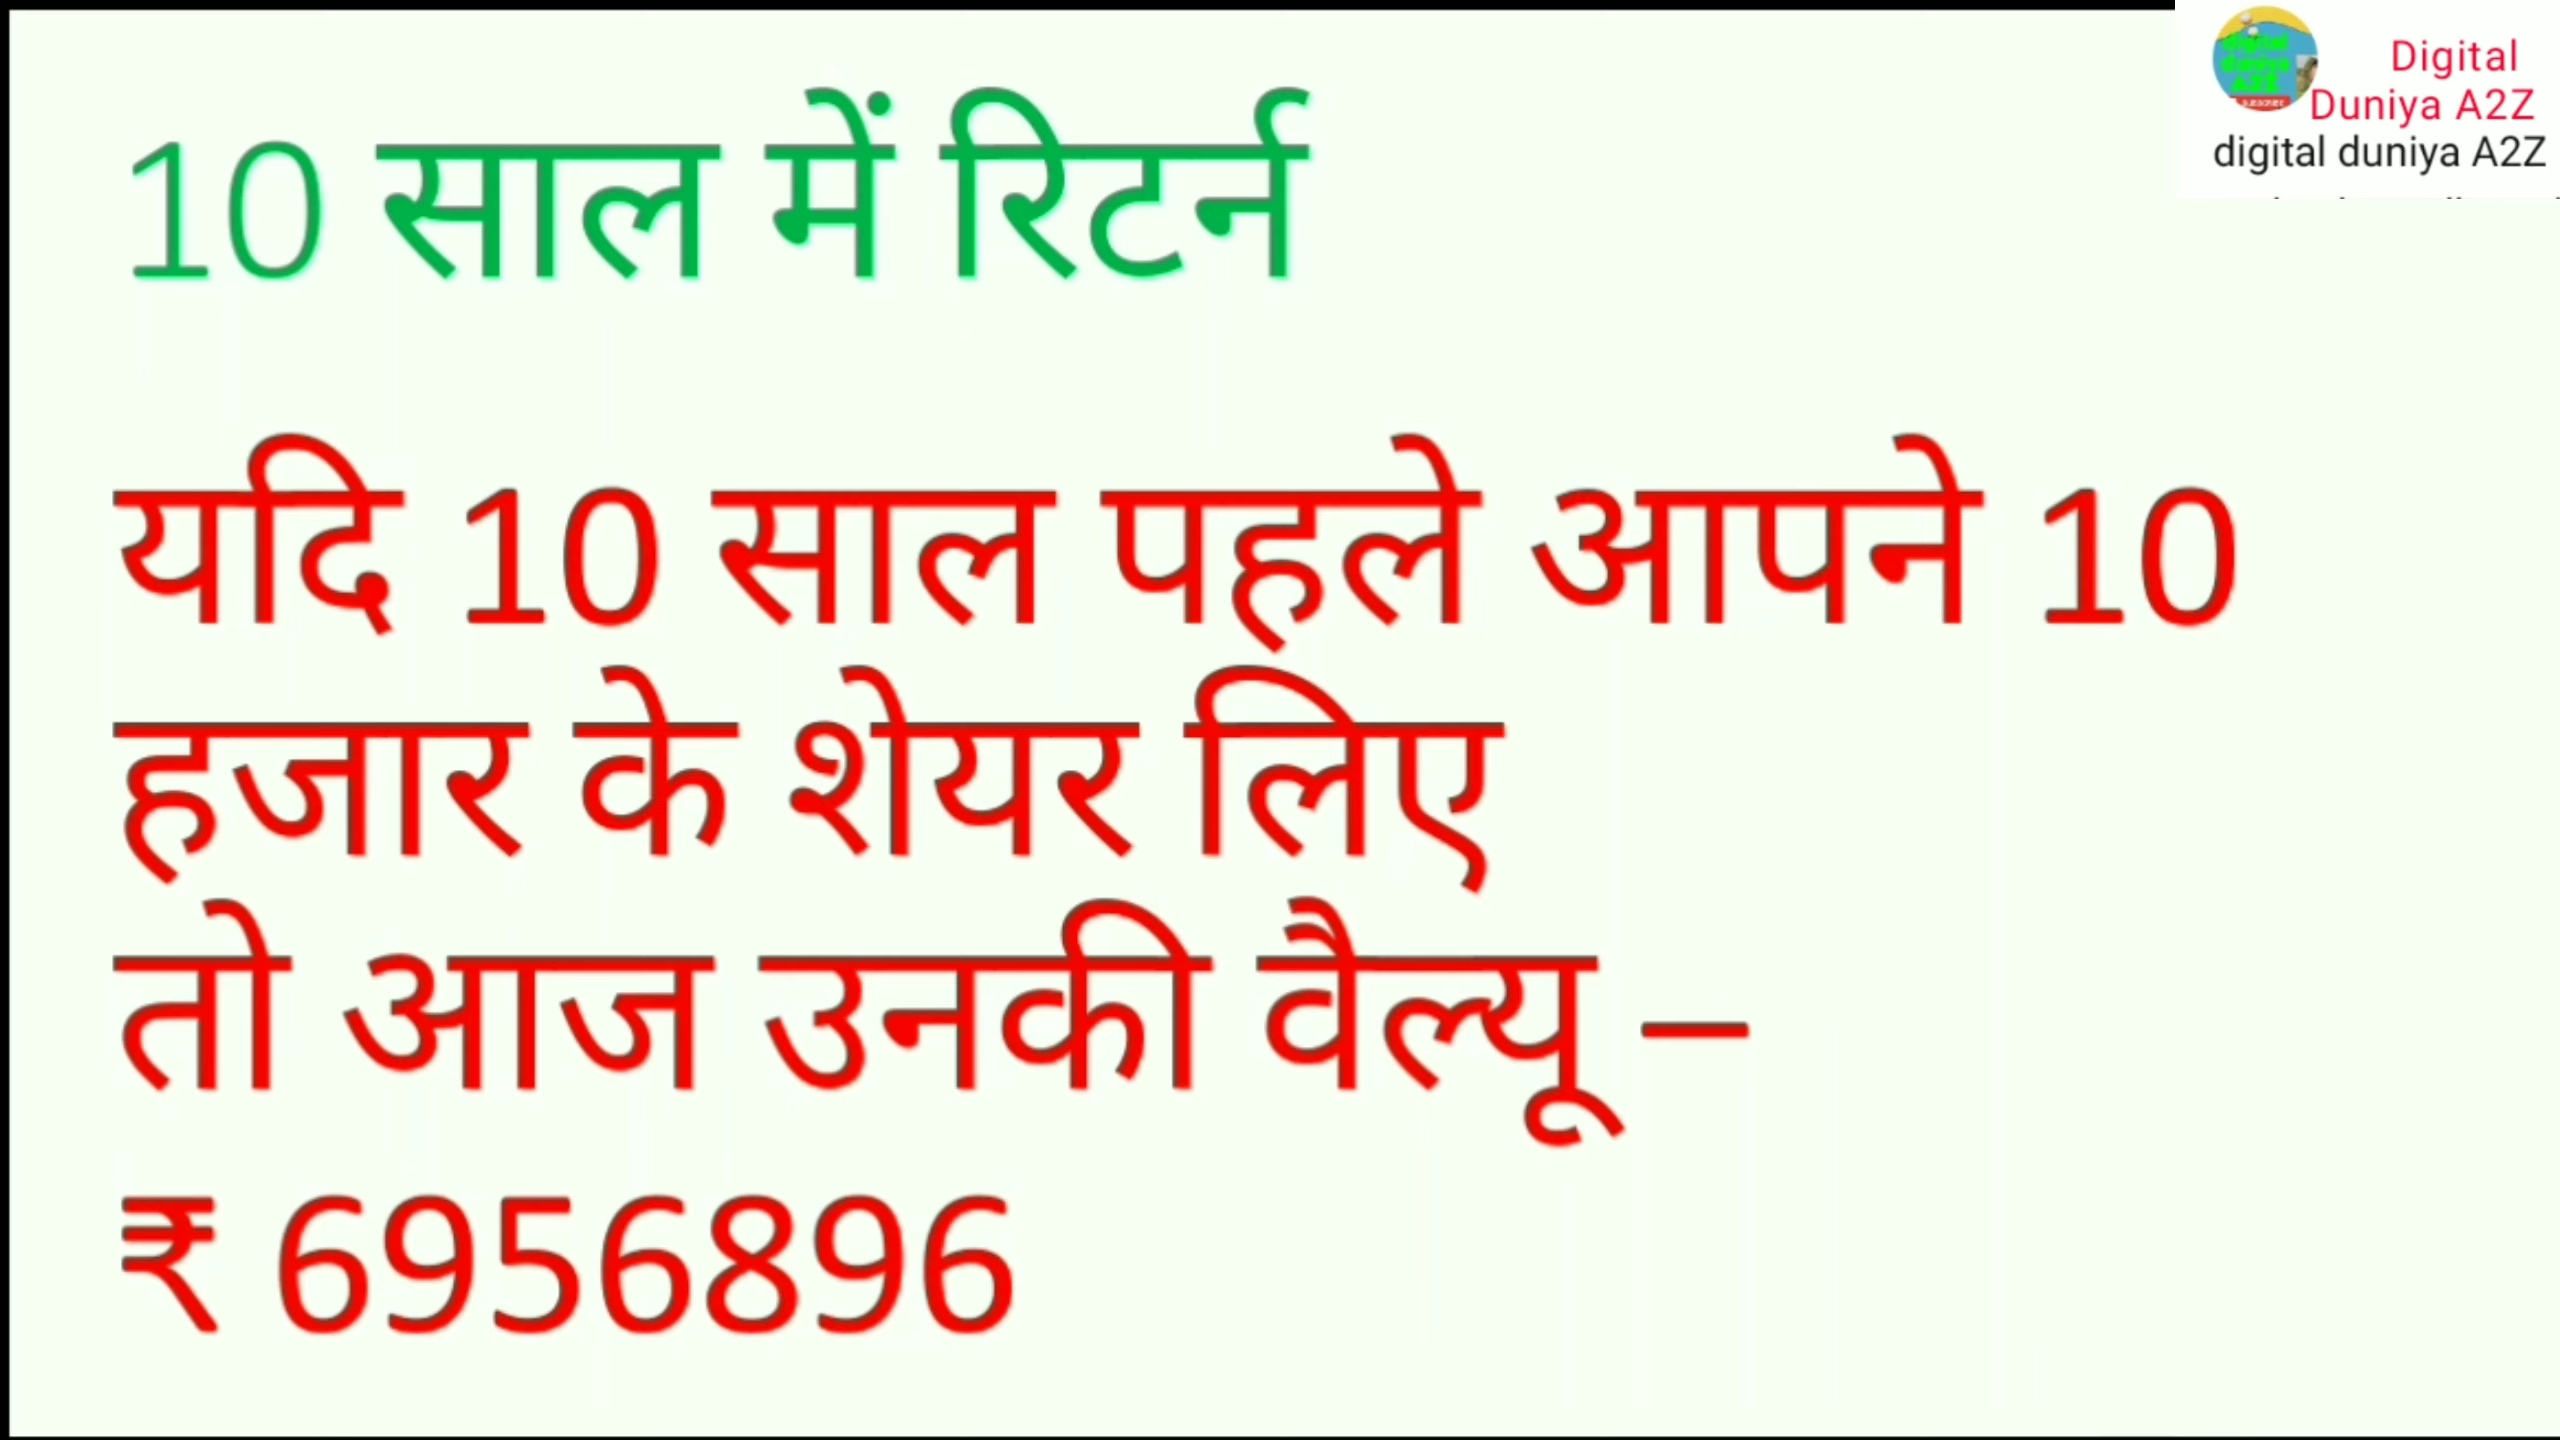 10 साल में रिटर्न
Digital
Duniya A2Z
digital duniya A2Z
यदि 10 साल पहले आपने 10
हजार के शेयर लिए
तो आज उनकी वैल्यू –
₹ 6956896